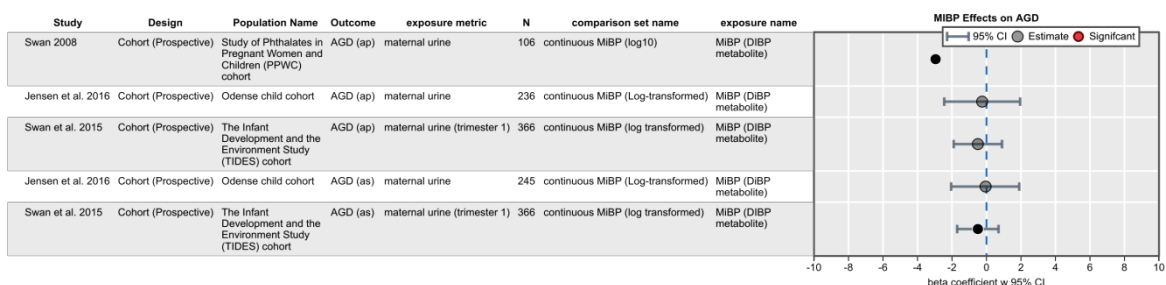 Study Design Population Name Outcome exposure metric N comparison set name exposure name
MIBP Effects on AGD
95% CI Estimate Signifcant
Swan 2008 Cohort (Prospective) Study of Phthalates in AGD (ap) maternal urine 106 continuous MiBP (log10) MiBP (DIBP
Pregnant Women and metabolite)
Children (PPWC)
cohort
Jensen et al. 2016 Cohort (Prospective) Odense child cohort AGD (ap) maternal urine 236 continuous MiBP (Log-transformed) MiBP (DiBP
metabolite)
Swan et al. 2015 Cohort (Prospective) The Infant AGD (ap) maternal urine (trimester 1) 366 continuous MiBP (log transformed) MiBP (DIBP
Development and the metabolite)
Environment Study
(TIDES) cohort
Jensen et al. 2016 Cohort (Prospective) Odense child cohort AGD (as) maternal urine 245 continuous MiBP (Log-transformed) MiBP (DiBP
metabolite)
Swan et al. 2015 Cohort (Prospective) The Infant AGD (as) maternal urine (trimester 1) 366 continuous MiBP (log transformed) MiBP (DIBP
Development and the metabolite)
Environment Study
(TIDES) cohort
-10 -8 -6 -4 -2 0 2 4 6 8 10
beta coefficient w 95% CI